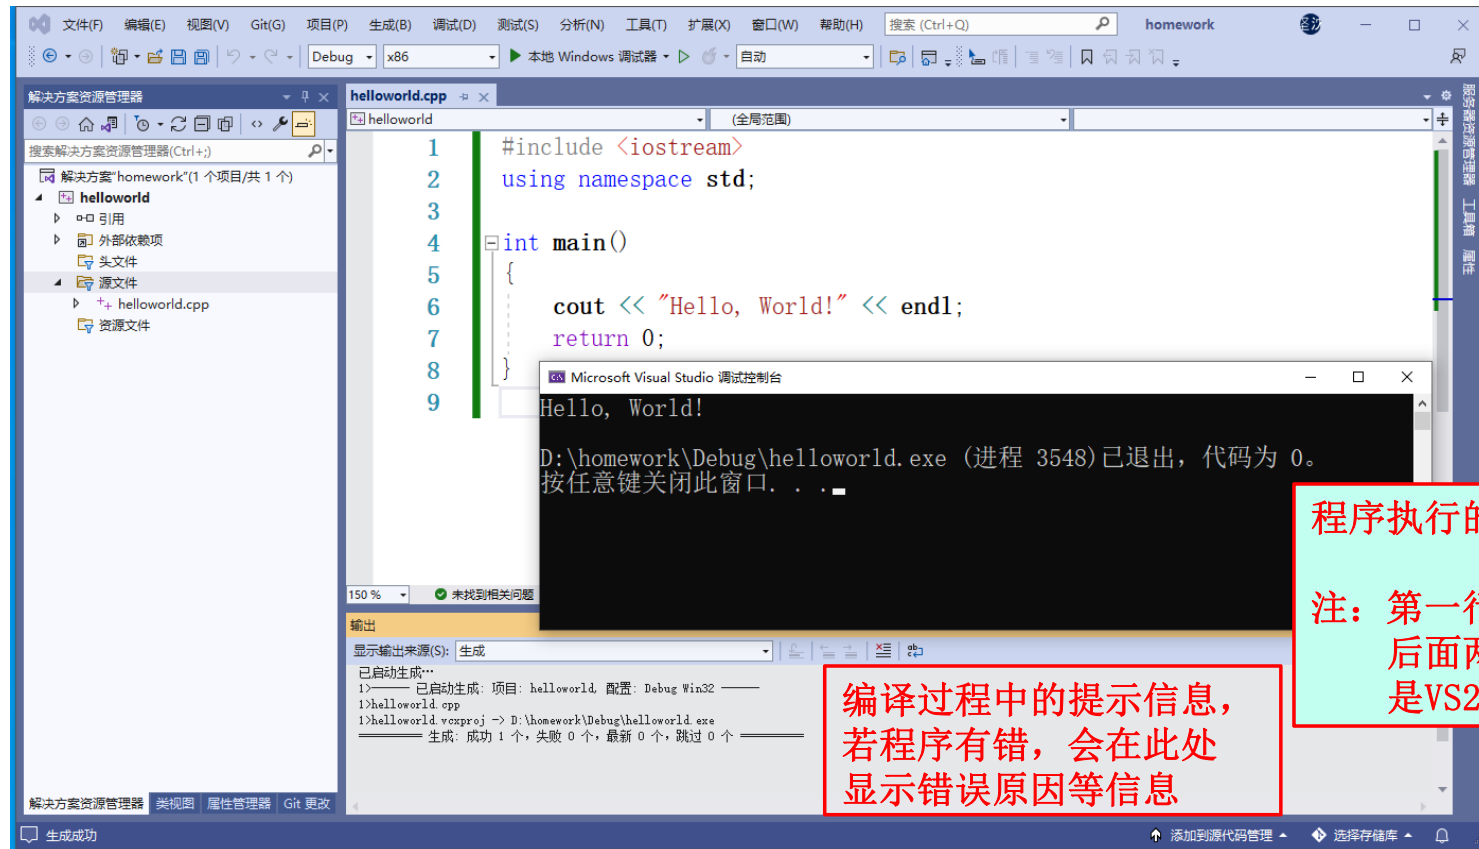 文件(F) 编辑(E) 视图(V) Git(G) 项目(P) 生成(B) 调试(D) 测试(S) 分析(N) 工具(T) 扩展(X) 窗口(W) 帮助(H) 搜索 (Ctrl+Q) homework
Debug x86 本地 Windows 调试器 自动
解决方案资源管理器
搜索解决方案资源管理器(Ctrl+;)
解决方案"homework"(1 个项目/共 1 个)
helloworld
引用
外部依赖项
头文件
源文件
helloworld.cpp
资源文件
解决方案资源管理器 类视图 属性管理器 Git 更改
helloworld.cpp
helloworld (全局范围)
1 #include <iostream>
2 using namespace std;
3
4 int main()
5 {
6 cout << "Hello, World!" << endl;
7 return 0;
8 }
9
Microsoft Visual Studio 调试控制台
Hello, World!
D:\homework\Debug\helloworld.exe (进程 3548)已退出，代码为 0。
按任意键关闭此窗口. . .
150 % 未找到相关问题
输出
显示输出来源(S): 生成
已启动生成…
1>—— 已启动生成: 项目: helloworld, 配置: Debug Win32 ——
1>helloworld.cpp
1>helloworld.vcxproj -> D:\homework\Debug\helloworld.exe
══════ 生成: 成功 1 个，失败 0 个，最新 0 个，跳过 0 个 ══════
编译过程中的提示信息，
若程序有错，会在此处
显示错误原因等信息
程序执行的
注：第一行
后面两
是VS2
服务器资源管理器 工具箱 属性
生成成功
添加到源代码管理 选择存储库